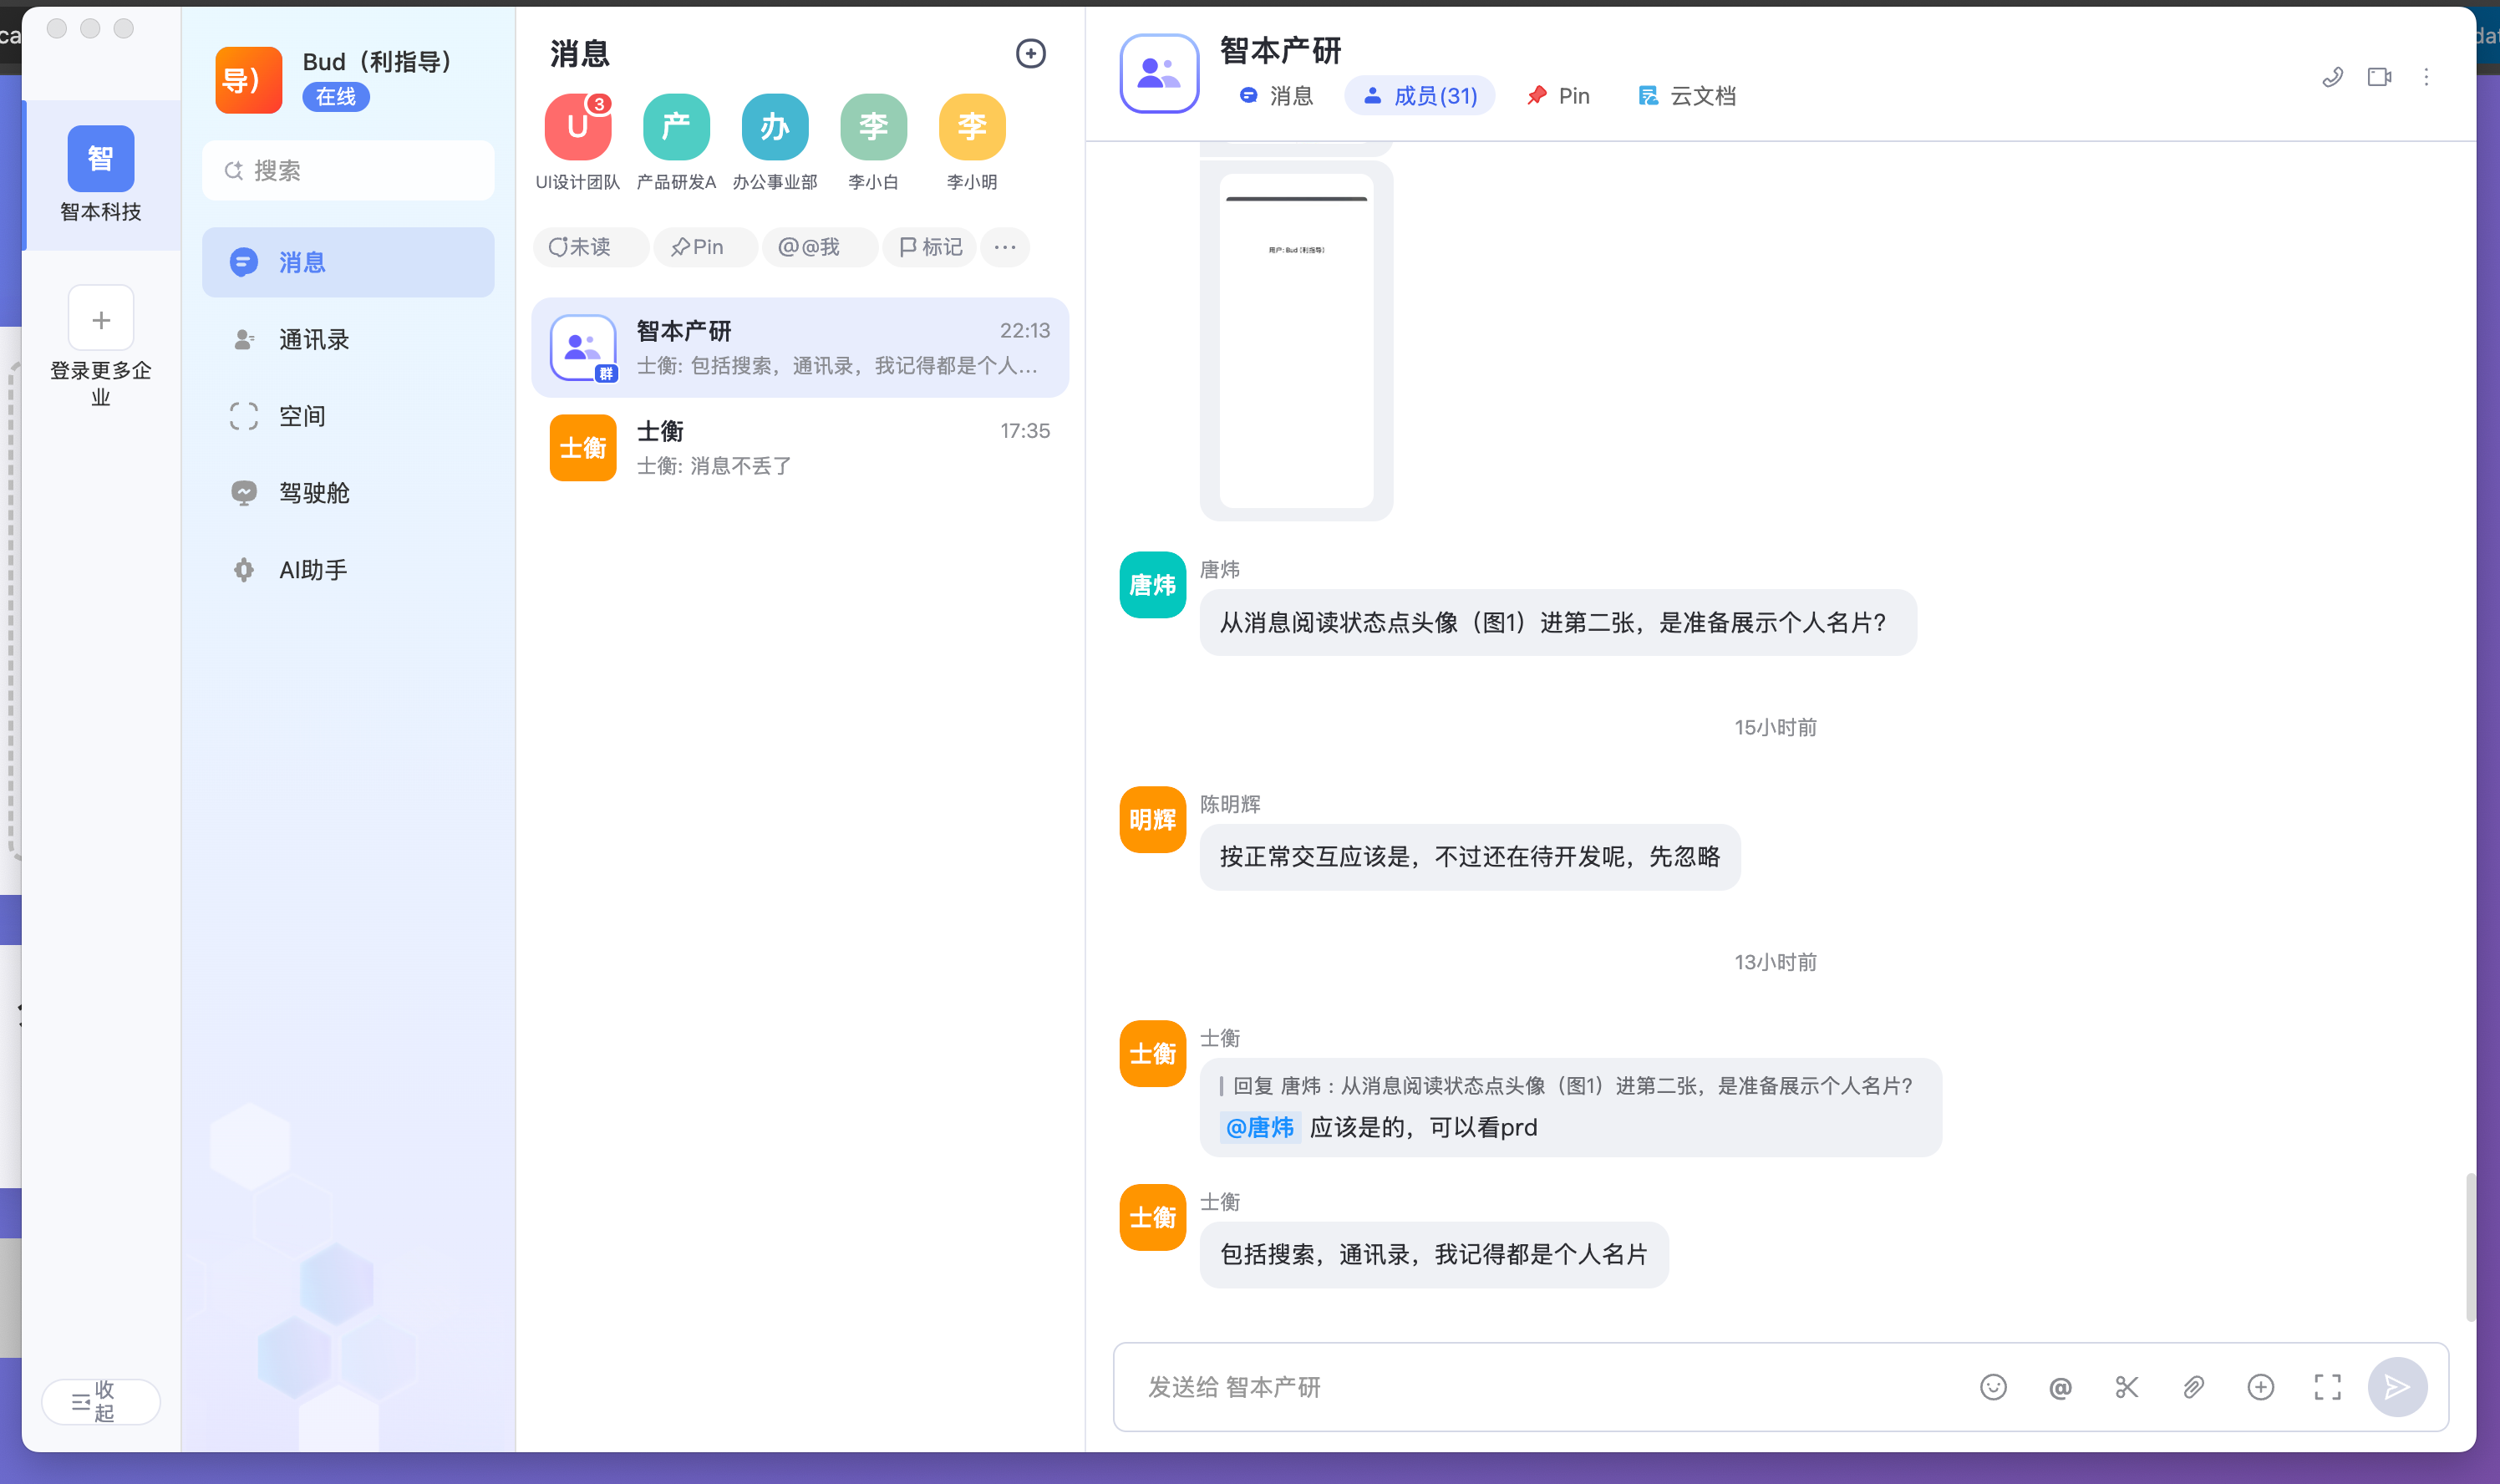 ca
dat
智
智本科技
+
登录更多企
业
收
起
导）
Bud（利指导）
在线
搜索
消息
通讯录
空间
驾驶舱
AI助手
消息
U
3
产
办
李
李
UI设计团队
产品研发A
办公事业部
李小白
李小明
未读
Pin
@@我
标记
...
智本产研
22:13
群
士衡: 包括搜索，通讯录，我记得都是个人...
士衡
士衡
17:35
士衡: 消息不丢了
智本产研
消息
成员(31)
Pin
云文档
用户: Bud (利指导)
唐炜
唐炜
从消息阅读状态点头像（图1）进第二张，是准备展示个人名片?
15小时前
明辉
陈明辉
按正常交互应该是，不过还在待开发呢，先忽略
13小时前
士衡
士衡
回复 唐炜 : 从消息阅读状态点头像（图1）进第二张，是准备展示个人名片?
@唐炜 应该是的，可以看prd
士衡
士衡
包括搜索，通讯录，我记得都是个人名片
发送给 智本产研